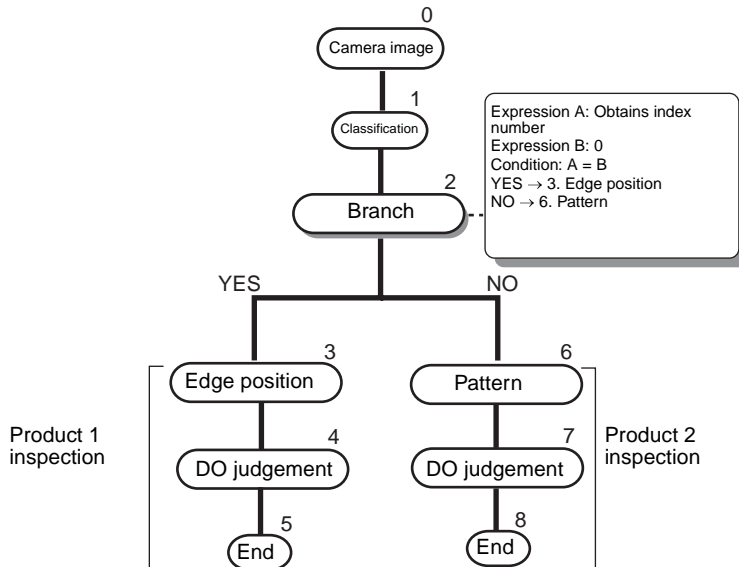 0
Camera image
1
Classification
2
Branch
Expression A: Obtains index
number
Expression B: 0
Condition: A = B
YES → 3. Edge position
NO → 6. Pattern
YES
NO
3
Edge position
6
Pattern
Product 1
inspection
4
DO judgement
7
DO judgement
Product 2
inspection
5
End
8
End